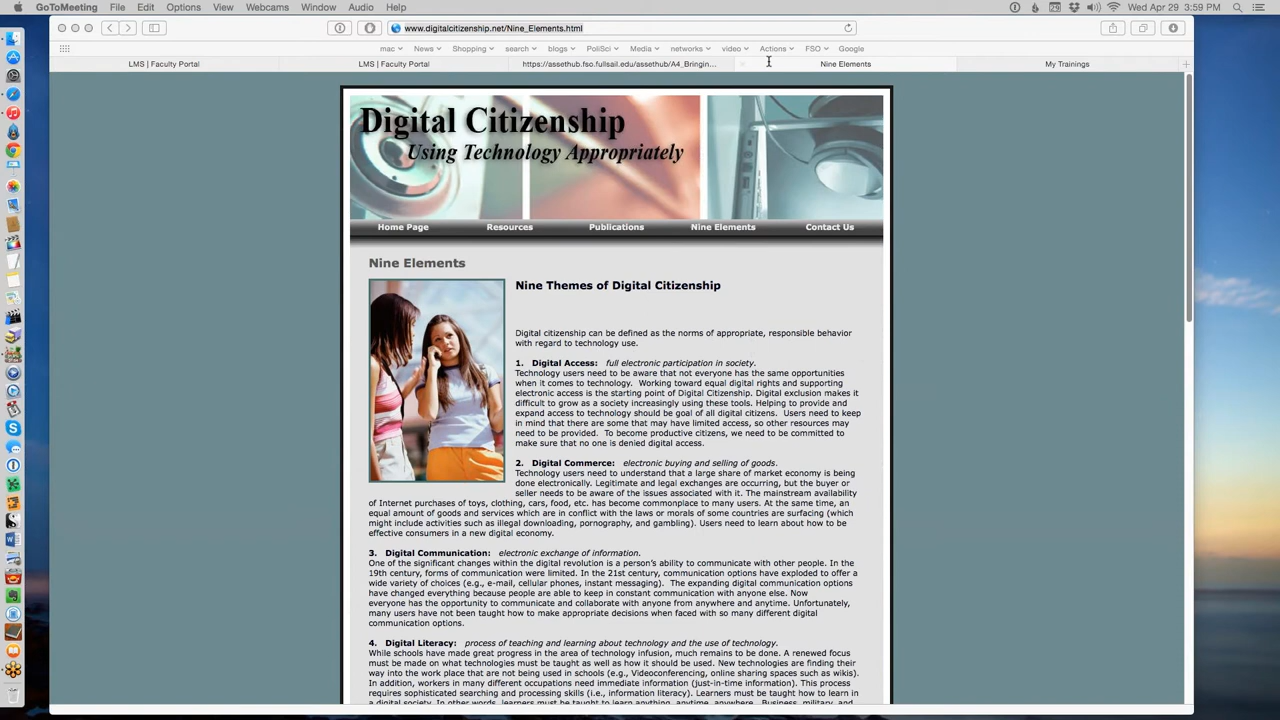 GoToMeeting File Edit Options View Webcams Window Audio Help Wed Apr 29 3:59 PM
www.digitalcitizenship.net/Nine_Elements.html
mac News Shopping search blogs PoliSci Media networks video Actions FSO Google
LMS | Faculty Portal LMS | Faculty Portal https://assethub.fso.fullsail.edu/assethub/A4_Bringin... Nine Elements My Trainings
Digital Citizenship
Using Technology Appropriately
Home Page Resources Publications Nine Elements Contact Us
Nine Elements
Nine Themes of Digital Citizenship
Digital citizenship can be defined as the norms of appropriate, responsible behavior
with regard to technology use.
1. Digital Access: full electronic participation in society.
Technology users need to be aware that not everyone has the same opportunities
when it comes to technology. Working toward equal digital rights and supporting
electronic access is the starting point of Digital Citizenship. Digital exclusion makes it
difficult to grow as a society increasingly using these tools. Helping to provide and
expand access to technology should be goal of all digital citizens. Users need to keep
in mind that there are some that may have limited access, so other resources may
need to be provided. To become productive citizens, we need to be committed to
make sure that no one is denied digital access.
2. Digital Commerce: electronic buying and selling of goods.
Technology users need to understand that a large share of market economy is being
done electronically. Legitimate and legal exchanges are occurring, but the buyer or
seller needs to be aware of the issues associated with it. The mainstream availability
of Internet purchases of toys, clothing, cars, food, etc. has become commonplace to many users. At the same time, an
equal amount of goods and services which are in conflict with the laws or morals of some countries are surfacing (which
might include activities such as illegal downloading, pornography, and gambling). Users need to learn about how to be
effective consumers in a new digital economy.
3. Digital Communication: electronic exchange of information.
One of the significant changes within the digital revolution is a person's ability to communicate with other people. In the
19th century, forms of communication were limited. In the 21st century, communication options have exploded to offer a
wide variety of choices (e.g., e-mail, cellular phones, instant messaging). The expanding digital communication options
have changed everything because people are able to keep in constant communication with anyone else. Now
everyone has the opportunity to communicate and collaborate with anyone from anywhere and anytime. Unfortunately,
many users have not been taught how to make appropriate decisions when faced with so many different digital
communication options.
4. Digital Literacy: process of teaching and learning about technology and the use of technology.
While schools have made great progress in the area of technology infusion, much remains to be done. A renewed focus
must be made on what technologies must be taught as well as how it should be used. New technologies are finding their
way into the work place that are not being used in schools (e.g., Videoconferencing, online sharing spaces such as wikis).
In addition, workers in many different occupations need immediate information (just-in-time information). This process
requires sophisticated searching and processing skills (i.e., information literacy). Learners must be taught how to learn in
a digital society. In other words, learners must be taught to learn anything, anytime, anywhere. Business, military, and